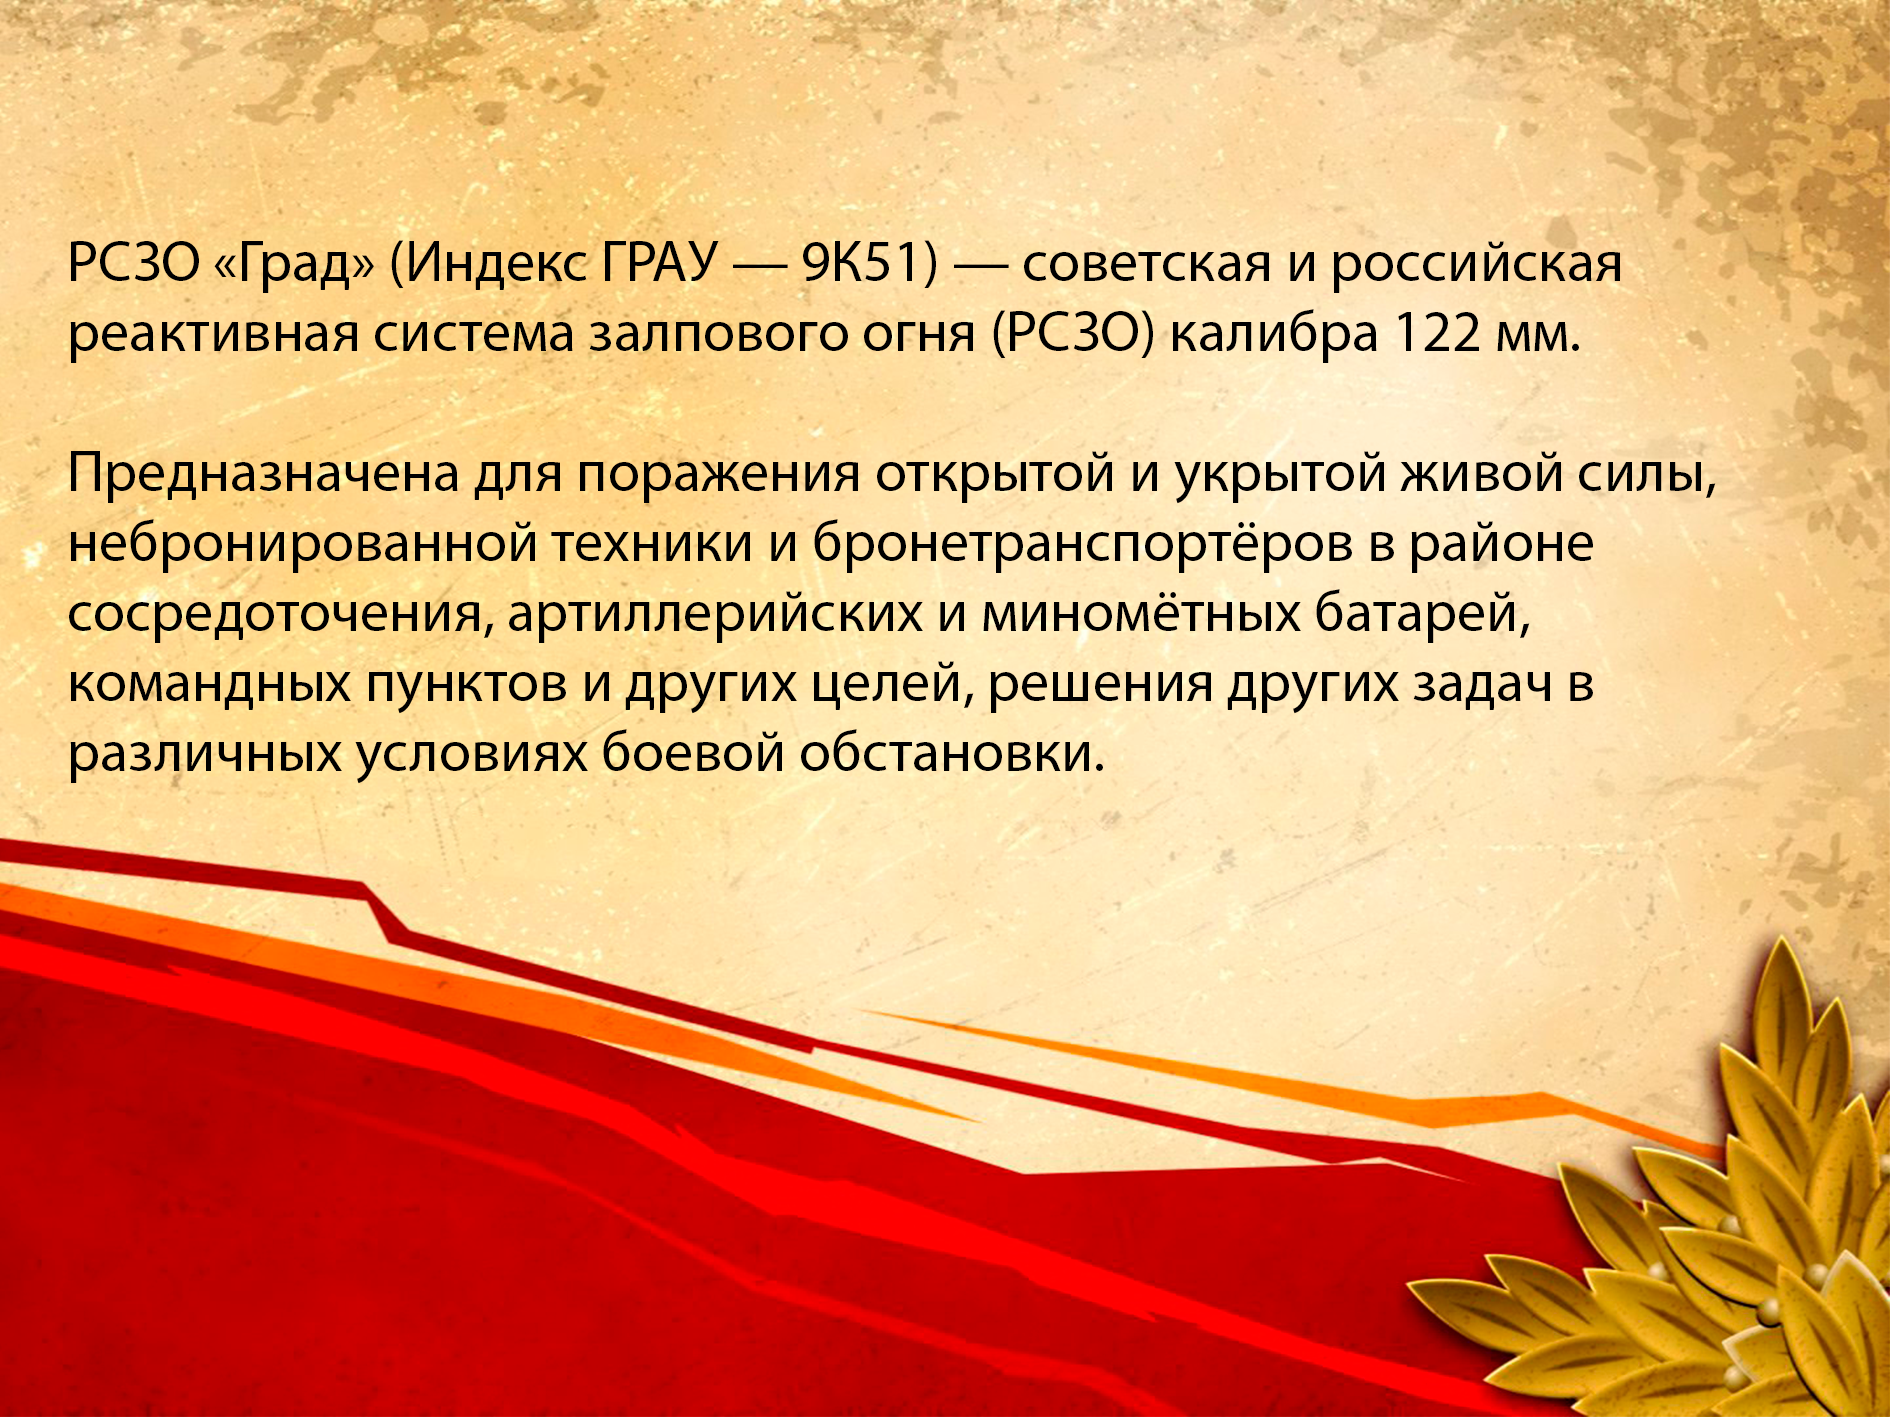 РСЗО «Град» (Индекс ГРАУ — 9К51) — советская и российская
реактивная система залпового огня (РСЗО) калибра 122 мм.
Предназначена для поражения открытой и укрытой живой силы,
небронированной техники и бронетранспортёров в районе
сосредоточения, артиллерийских и миномётных батарей,
командных пунктов и других целей, решения других задач в
различных условиях боевой обстановки.